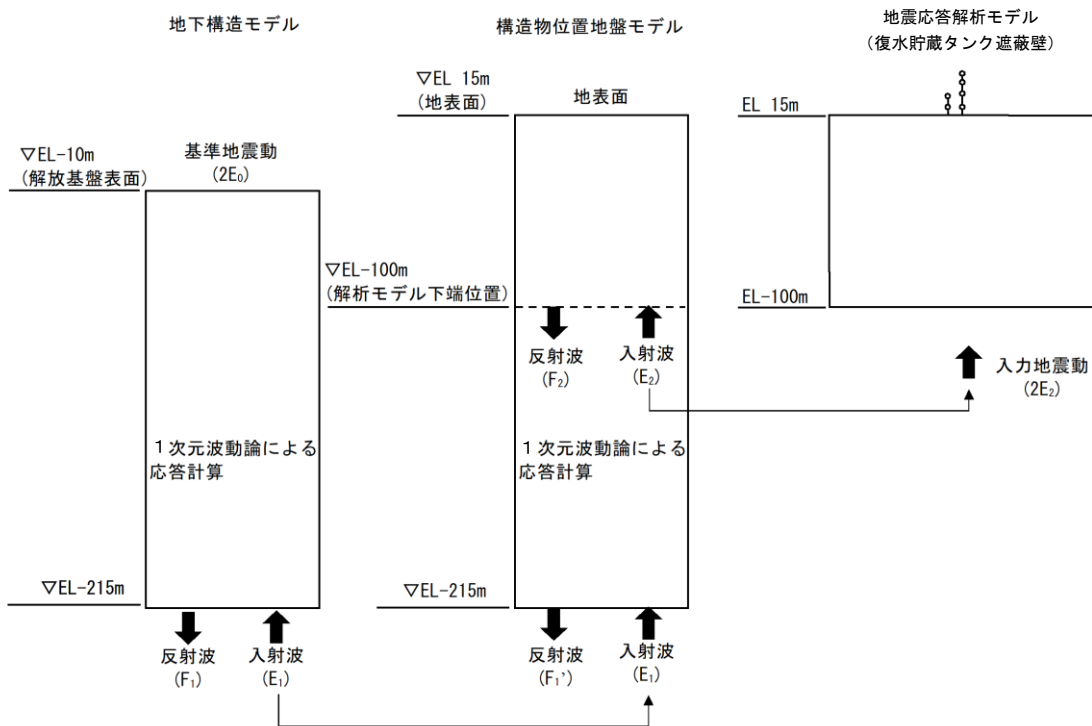 地下構造モデル
▽EL-10m
(解放基盤表面)
基準地震動
(2E₀)
1次元波動論による
応答計算
▽EL-215m
反射波
(F₁)
入射波
(E₁)
構造物位置地盤モデル
▽EL 15m
(地表面)
地表面
▽EL-100m
(解析モデル下端位置)
反射波
(F₂)
入射波
(E₂)
1次元波動論による
応答計算
▽EL-215m
反射波
(F₁')
入射波
(E₁)
地震応答解析モデル
(復水貯蔵タンク遮蔽壁)
EL 15m
EL-100m
入力地震動
(2E₂)